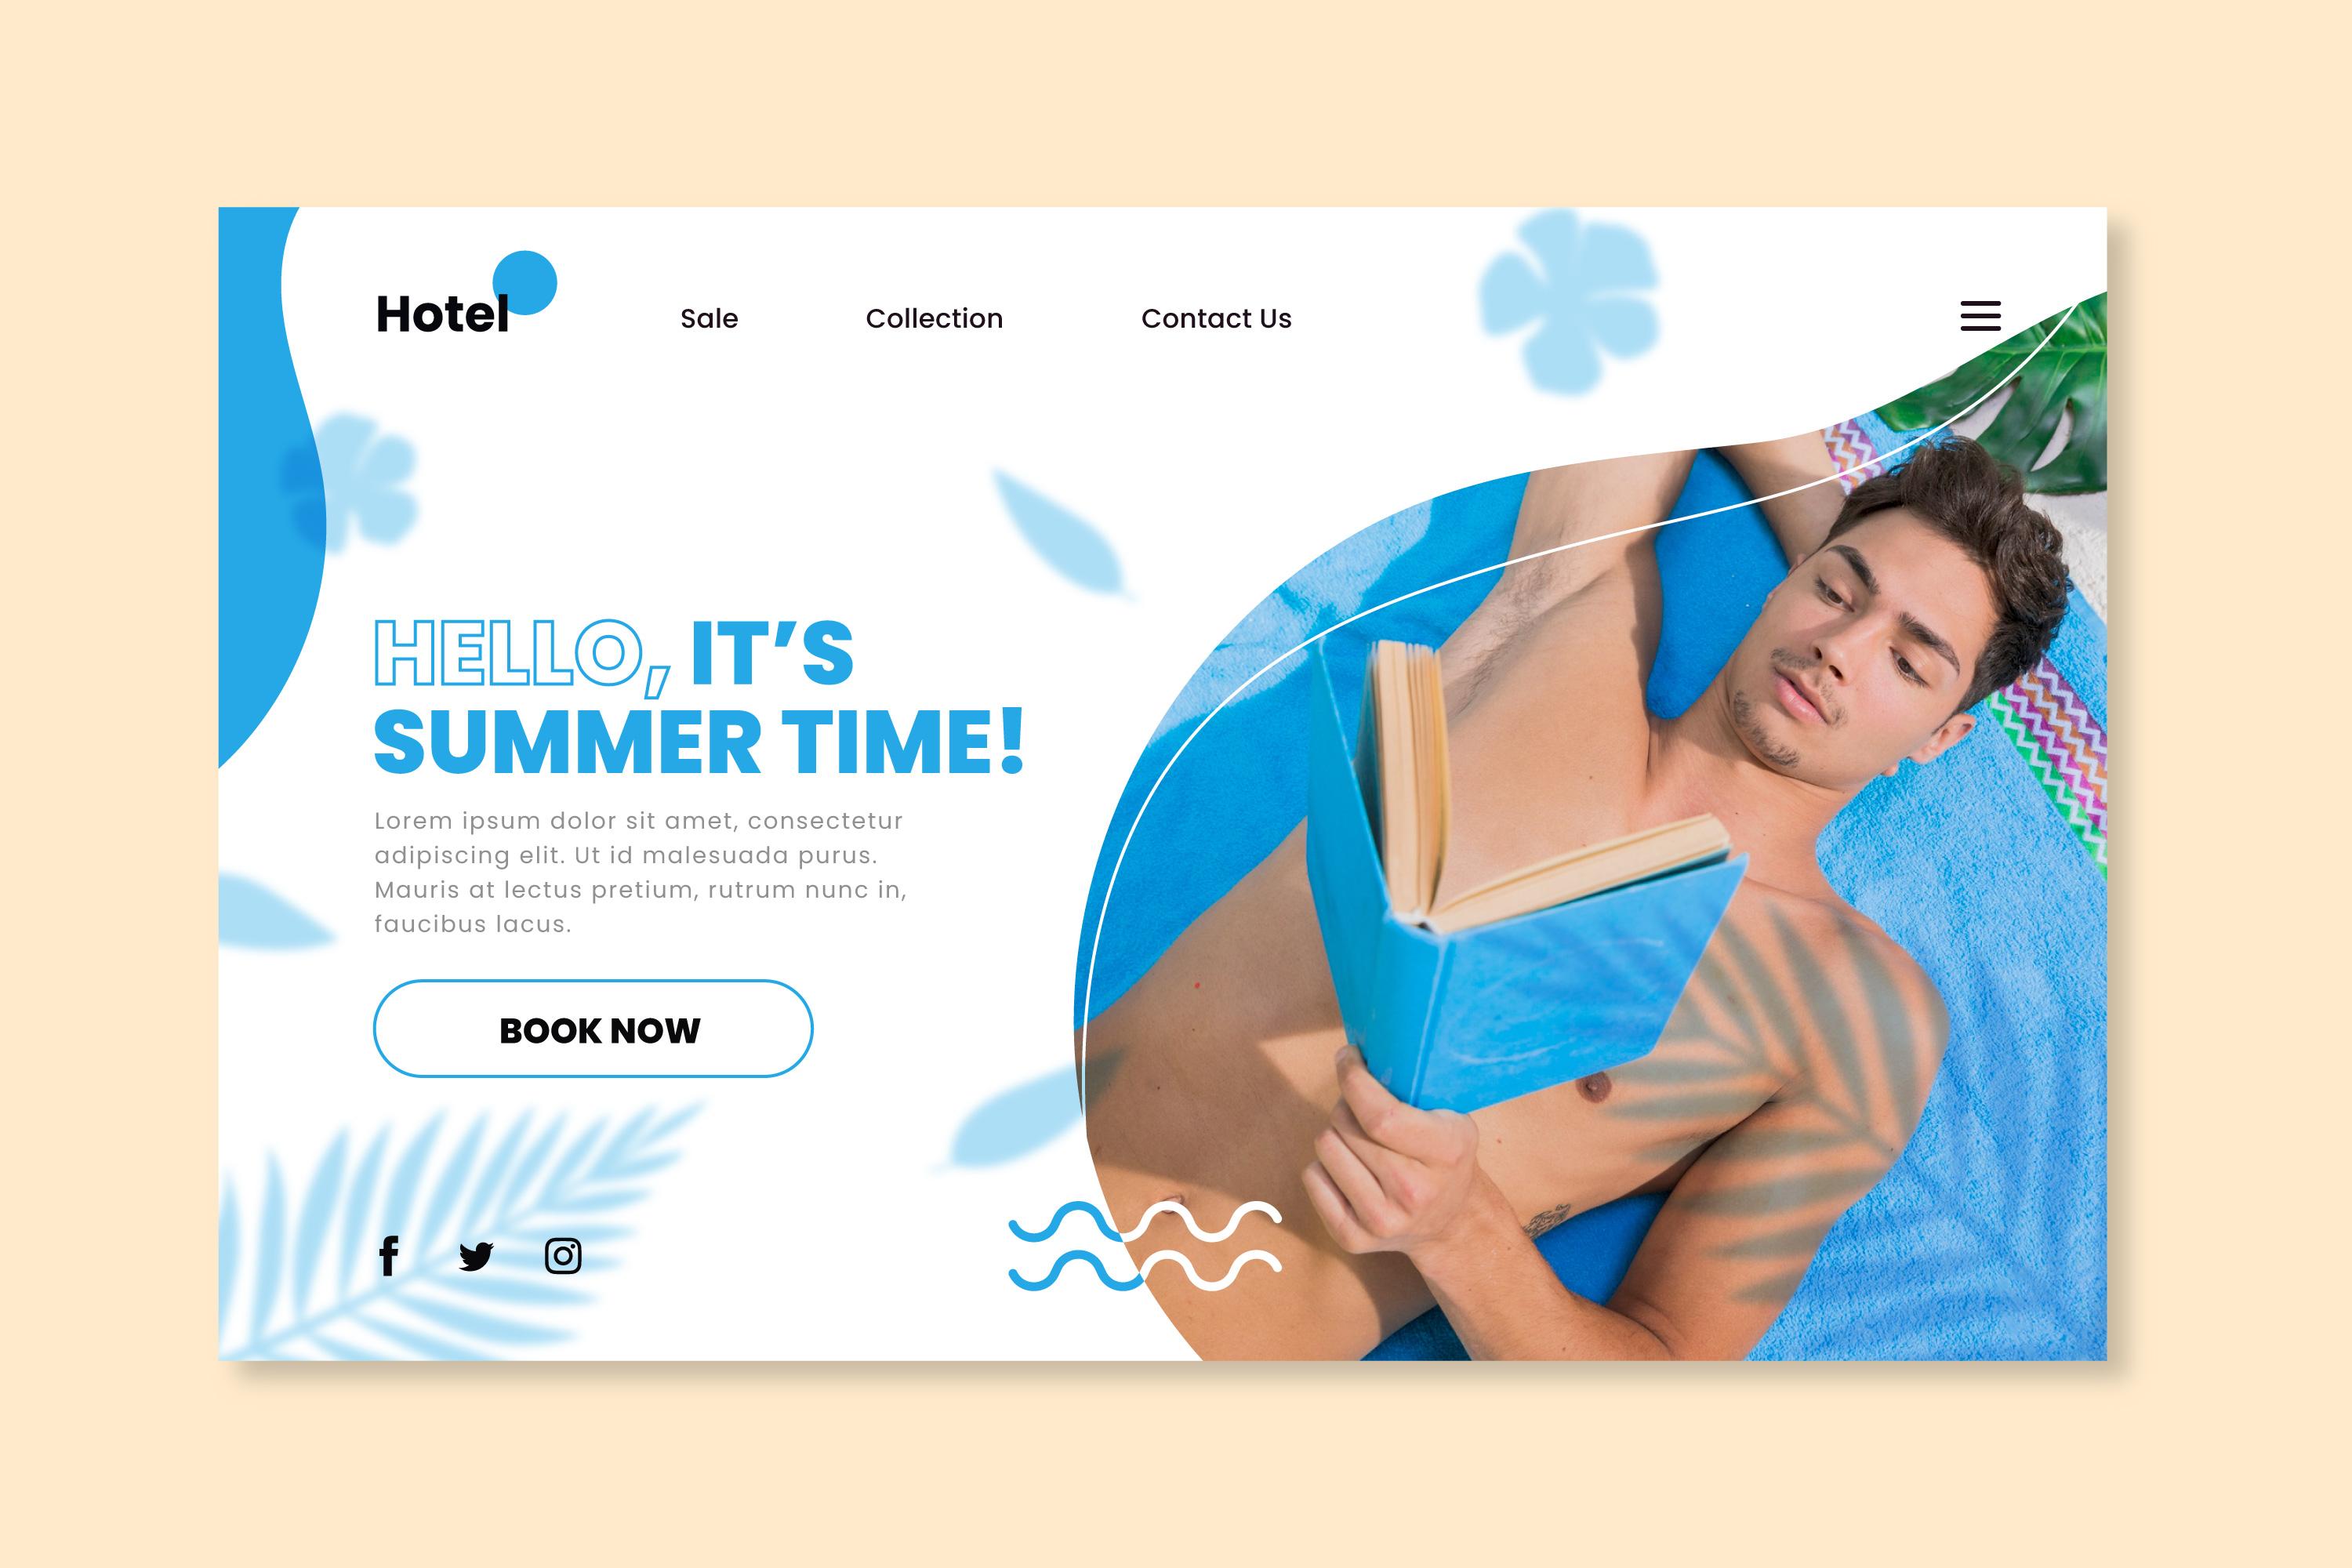 Hotel
Sale
Collection
Contact Us
HELLO, IT’S
SUMMER TIME!
Lorem ipsum dolor sit amet, consectetur
adipiscing elit. Ut id malesuada purus.
Mauris at lectus pretium, rutrum nunc in,
faucibus lacus.
BOOK NOW